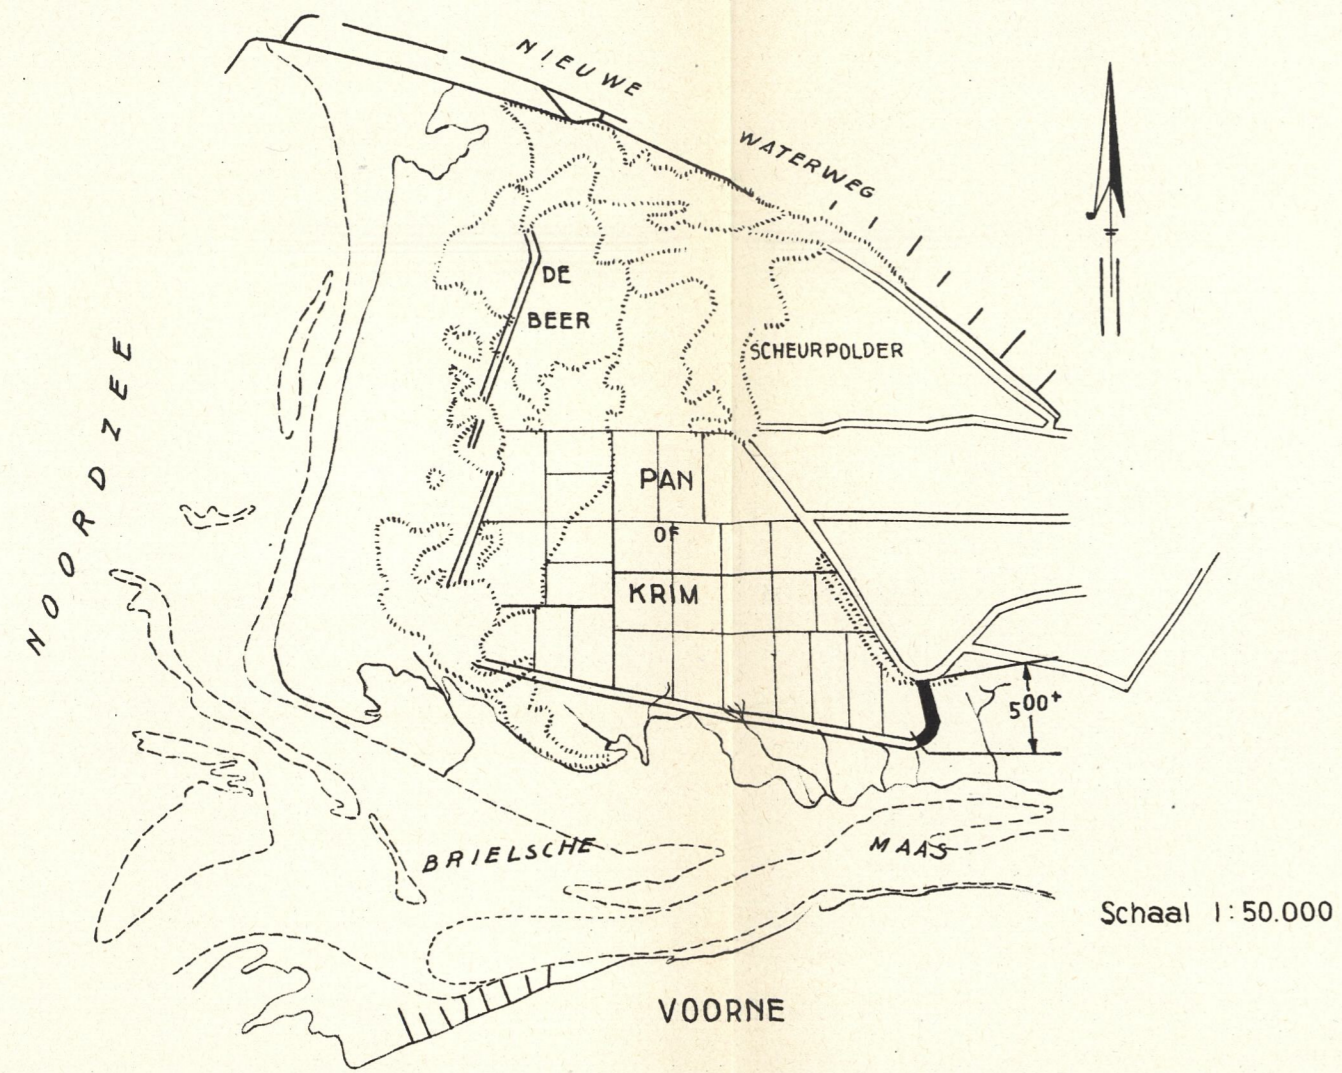 NIEUWE
WATERWEG
DE
BEER
SCHEURPOLDER
NOORDZEE
PAN
OF
KRIM
500+
BRIELSCHE
MAAS
Schaal 1:50.000
VOORNE